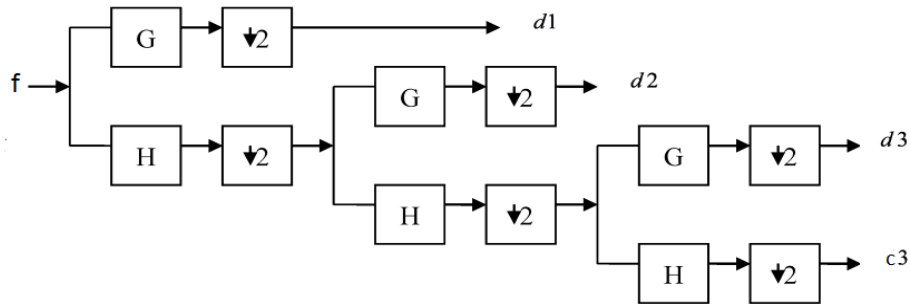 G ↓2 d1
f
G ↓2 d2
H ↓2
G ↓2 d3
H ↓2
H ↓2 c3